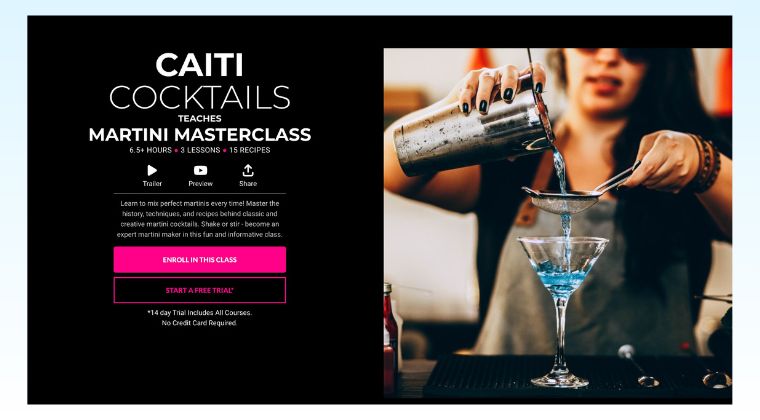 CAITI
COCKTAILS
TEACHES
MARTINI MASTERCLASS
6.5+ HOURS • 3 LESSONS • 15 RECIPES
Trailer Preview Share
Learn to mix perfect martinis every time! Master the
history, techniques, and recipes behind classic and
creative martini cocktails. Shake or stir - become an
expert martini maker in this fun and informative class.
ENROLL IN THIS CLASS
START A FREE TRIAL*
*14 day Trial Includes All Courses.
No Credit Card Required.